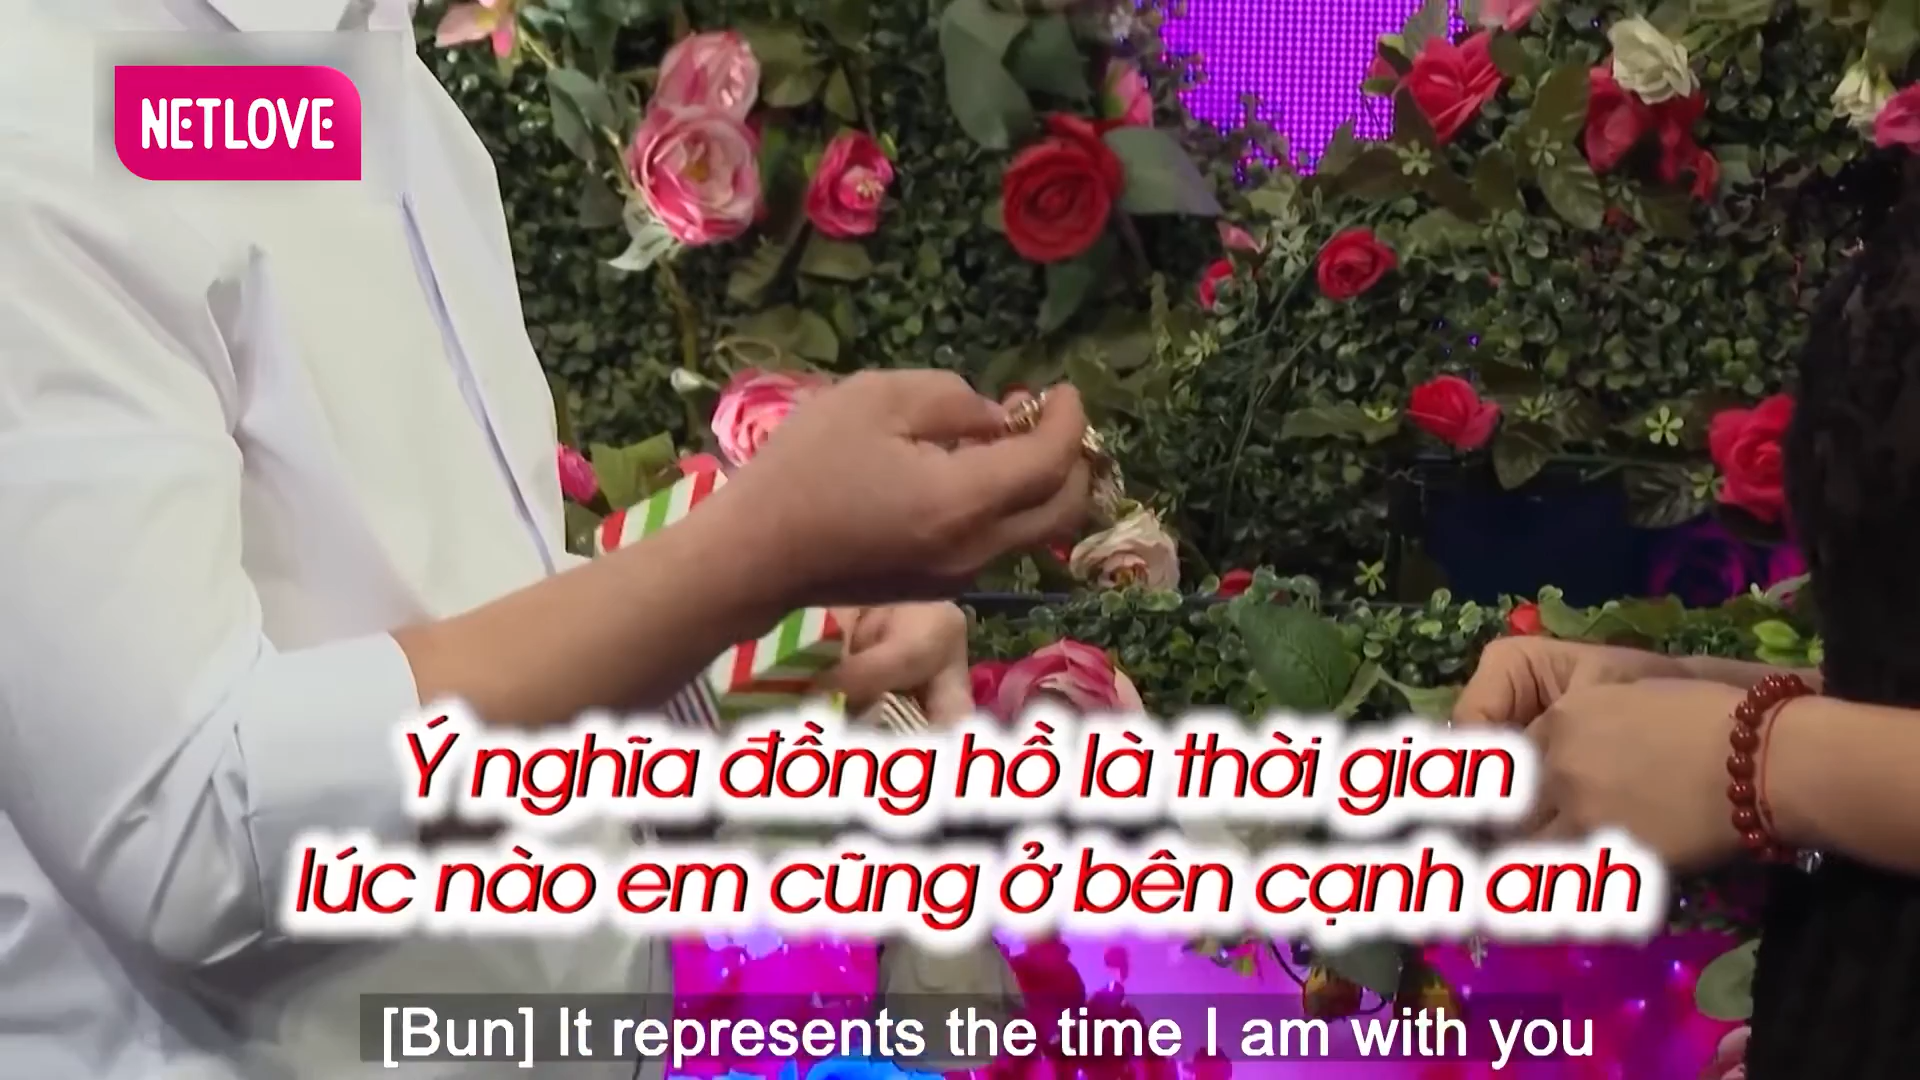 NETLOVE
Ý nghĩa đồng hồ là thời gian
lúc nào em cũng ở bên cạnh anh
[Bun] It represents the time I am with you